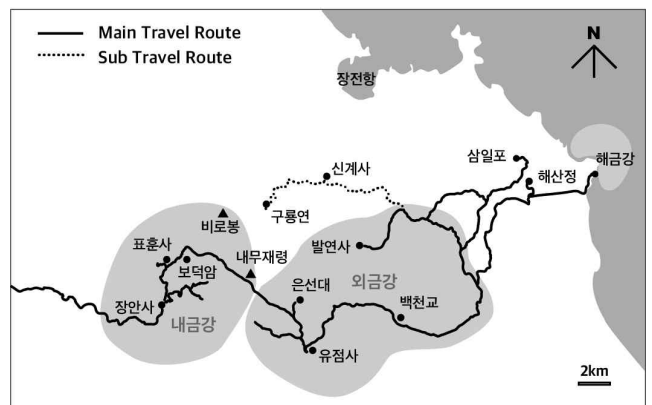 Main Travel Route
Sub Travel Route
N
장전항
삼일포
해금강
신계사
해산정
구룡연
비로봉
발연사
표훈사
내무재령
보덕암
은선대
외금강
백천교
장안사
내금강
유점사
2km